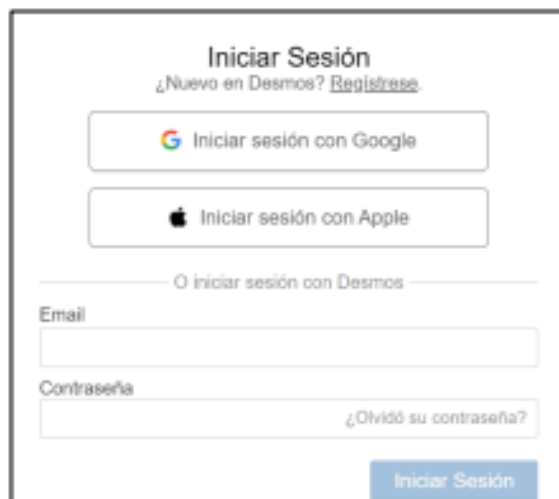 Iniciar Sesión
¿Nuevo en Desmos? Regístrese.
Iniciar sesión con Google
Iniciar sesión con Apple
O iniciar sesión con Desmos
Email
Contraseña
¿Olvidó su contraseña?
Iniciar Sesión